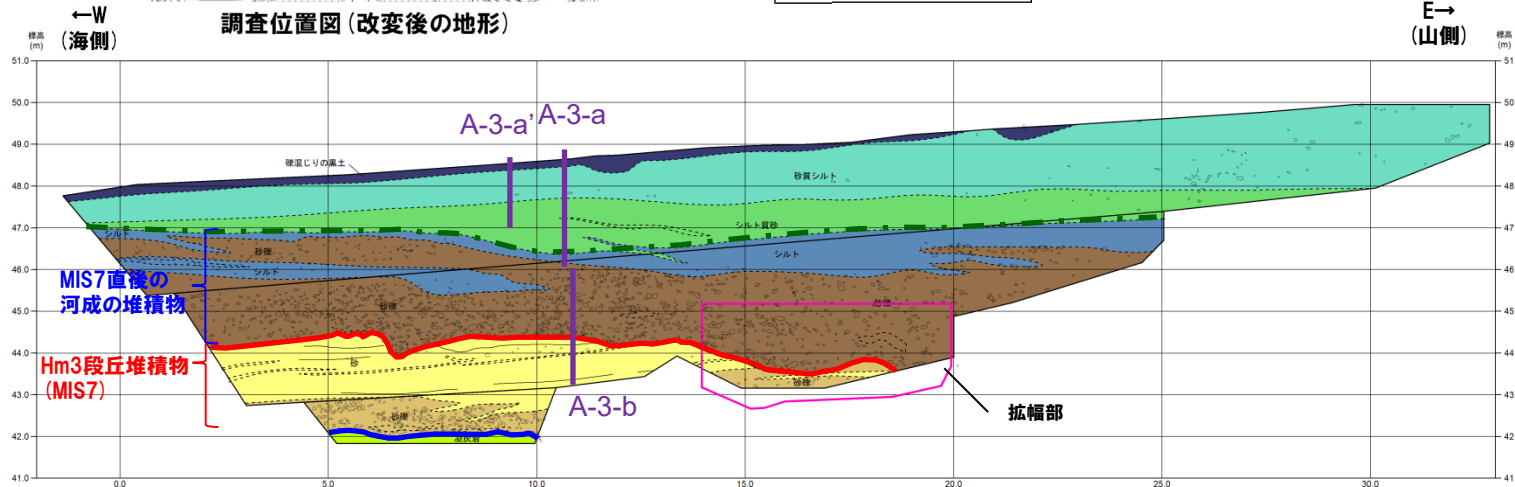 ←W
(海側)
調査位置図(改変後の地形)
E→
(山側)
標高
(m)
標高
(m)
51.0
50.0
49.0
48.0
47.0
46.0
45.0
44.0
43.0
42.0
41.0
51
50
49
48
47
46
45
44
43
42
41
A-3-a'
A-3-a
礫混じりの黒土
砂質シルト
シルト質砂
シルト
砂礫
シルト
シルト
MIS7直後の
河成の堆積物
砂礫
砂礫
Hm3段丘堆積物
(MIS7)
砂
砂礫
A-3-b
拡幅部
砂礫
凝灰岩
0.0
5.0
10.0
15.0
20.0
25.0
30.0